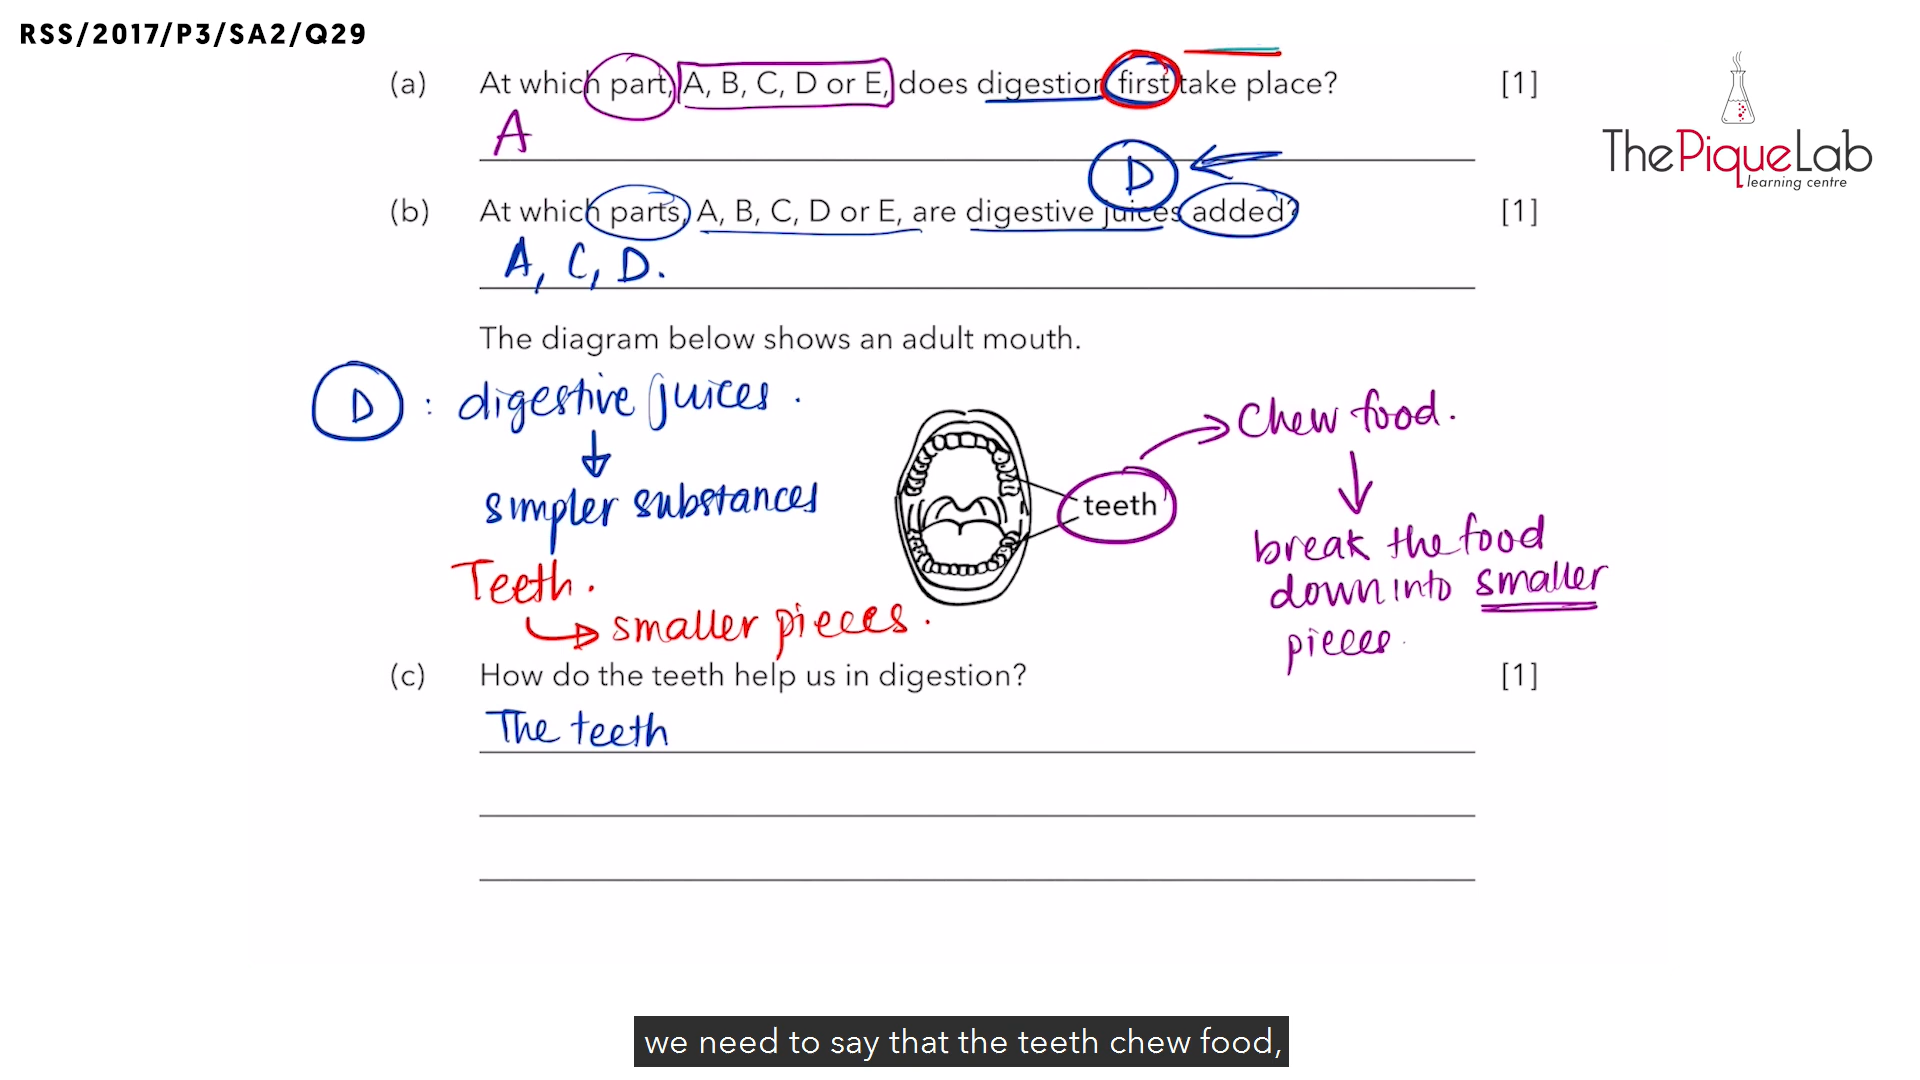 RSS/2017/P3/SA2/Q29
ThePiqueLab
learning centre
(a) At which part, A, B, C, D or E, does digestion first take place? [1]
A
D
(b) At which parts, A, B, C, D or E, are digestive juices added? [1]
A, C, D.
The diagram below shows an adult mouth.
D : digestive juices.
simpler substances
Teeth.
smaller pieces.
teeth
Chew food.
break the food
down into smaller
pieces.
(c) How do the teeth help us in digestion? [1]
The teeth
we need to say that the teeth chew food,